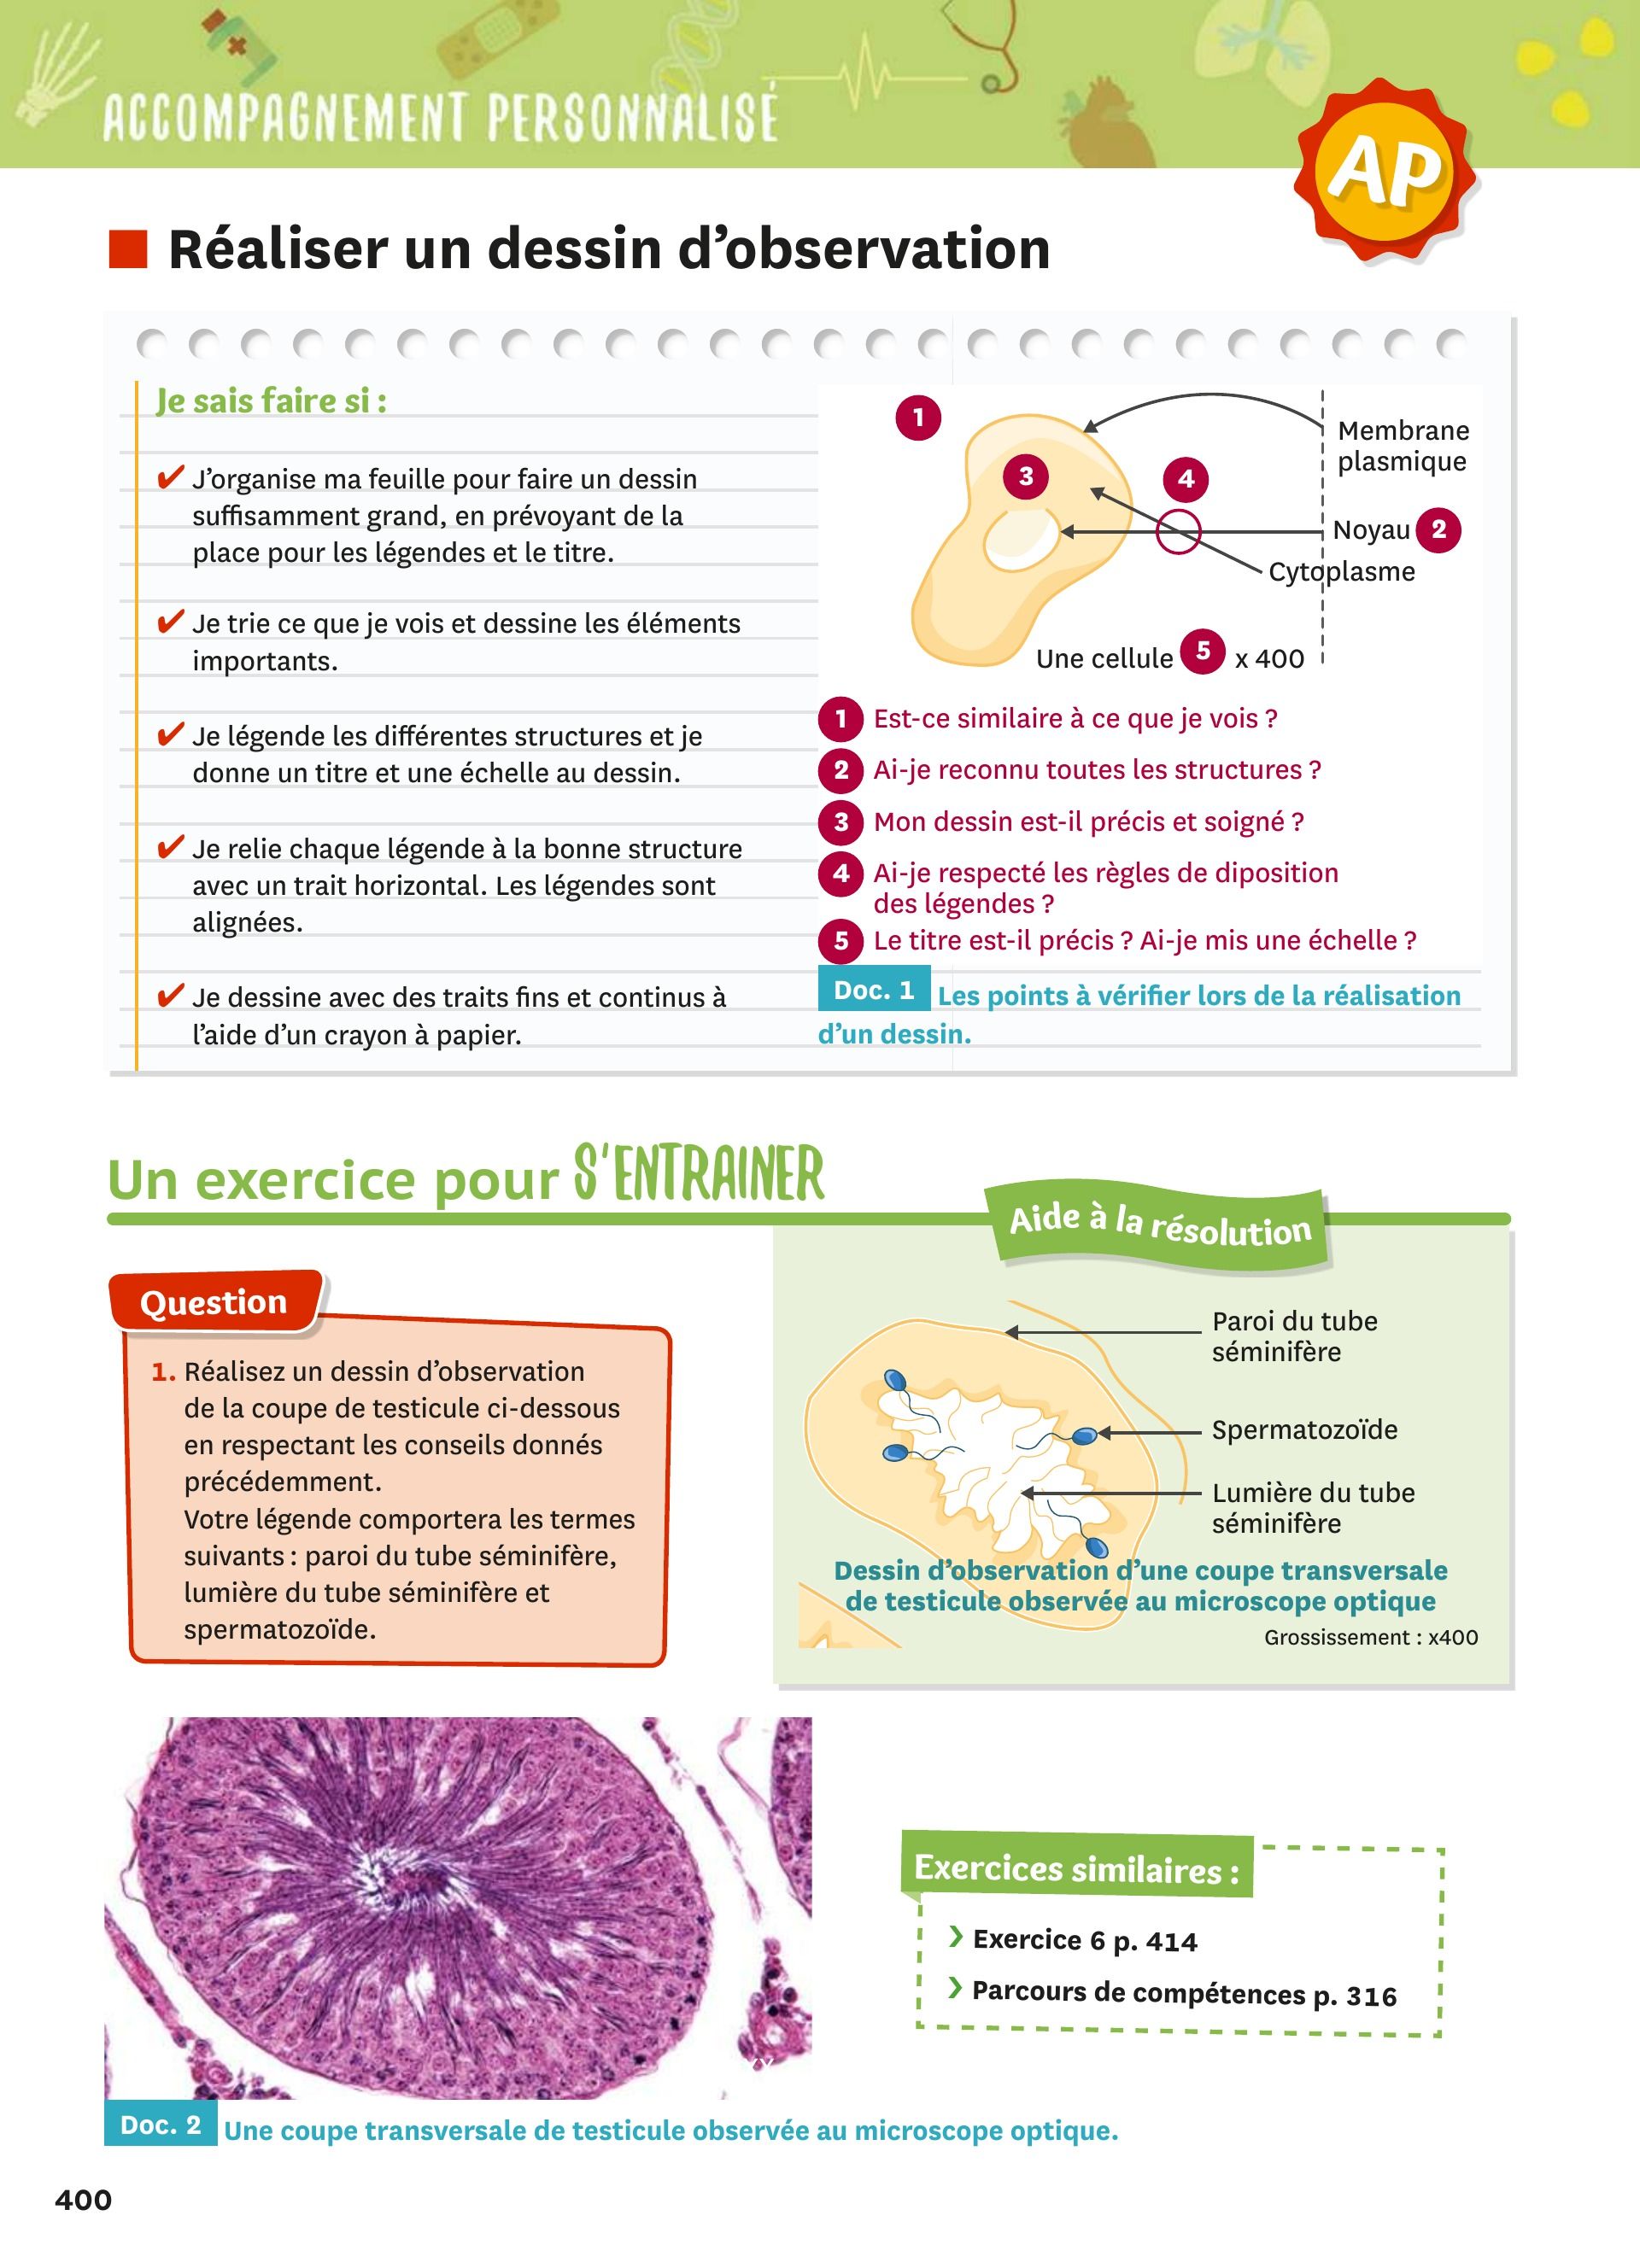 ACCOMPAGNEMENT PERSONNALISÉ
AP
Réaliser un dessin d'observation
Je sais faire si :
✔ J'organise ma feuille pour faire un dessin
suffisamment grand, en prévoyant de la
place pour les légendes et le titre.
✔ Je trie ce que je vois et dessine les éléments
importants.
✔ Je légende les différentes structures et je
donne un titre et une échelle au dessin.
✔ Je relie chaque légende à la bonne structure
avec un trait horizontal. Les légendes sont
alignées.
✔ Je dessine avec des traits fins et continus à
l'aide d'un crayon à papier.
1
3
4
Membrane
plasmique
Noyau 2
Cytoplasme
Une cellule 5 x 400
1 Est-ce similaire à ce que je vois ?
2 Ai-je reconnu toutes les structures ?
3 Mon dessin est-il précis et soigné ?
4 Ai-je respecté les règles de diposition
des légendes ?
5 Le titre est-il précis ? Ai-je mis une échelle ?
Doc. 1 Les points à vérifier lors de la réalisation
d'un dessin.
Un exercice pour S'ENTRAINER
Question
1. Réalisez un dessin d'observation
de la coupe de testicule ci-dessous
en respectant les conseils donnés
précédemment.
Votre légende comportera les termes
suivants : paroi du tube séminifère,
lumière du tube séminifère et
spermatozoïde.
Aide à la résolution
Paroi du tube
séminifère
Spermatozoïde
Lumière du tube
séminifère
Dessin d'observation d'une coupe transversale
de testicule observée au microscope optique
Grossissement : x400
Exercices similaires :
› Exercice 6 p. 414
› Parcours de compétences p. 316
Doc. 2 Une coupe transversale de testicule observée au microscope optique.
400